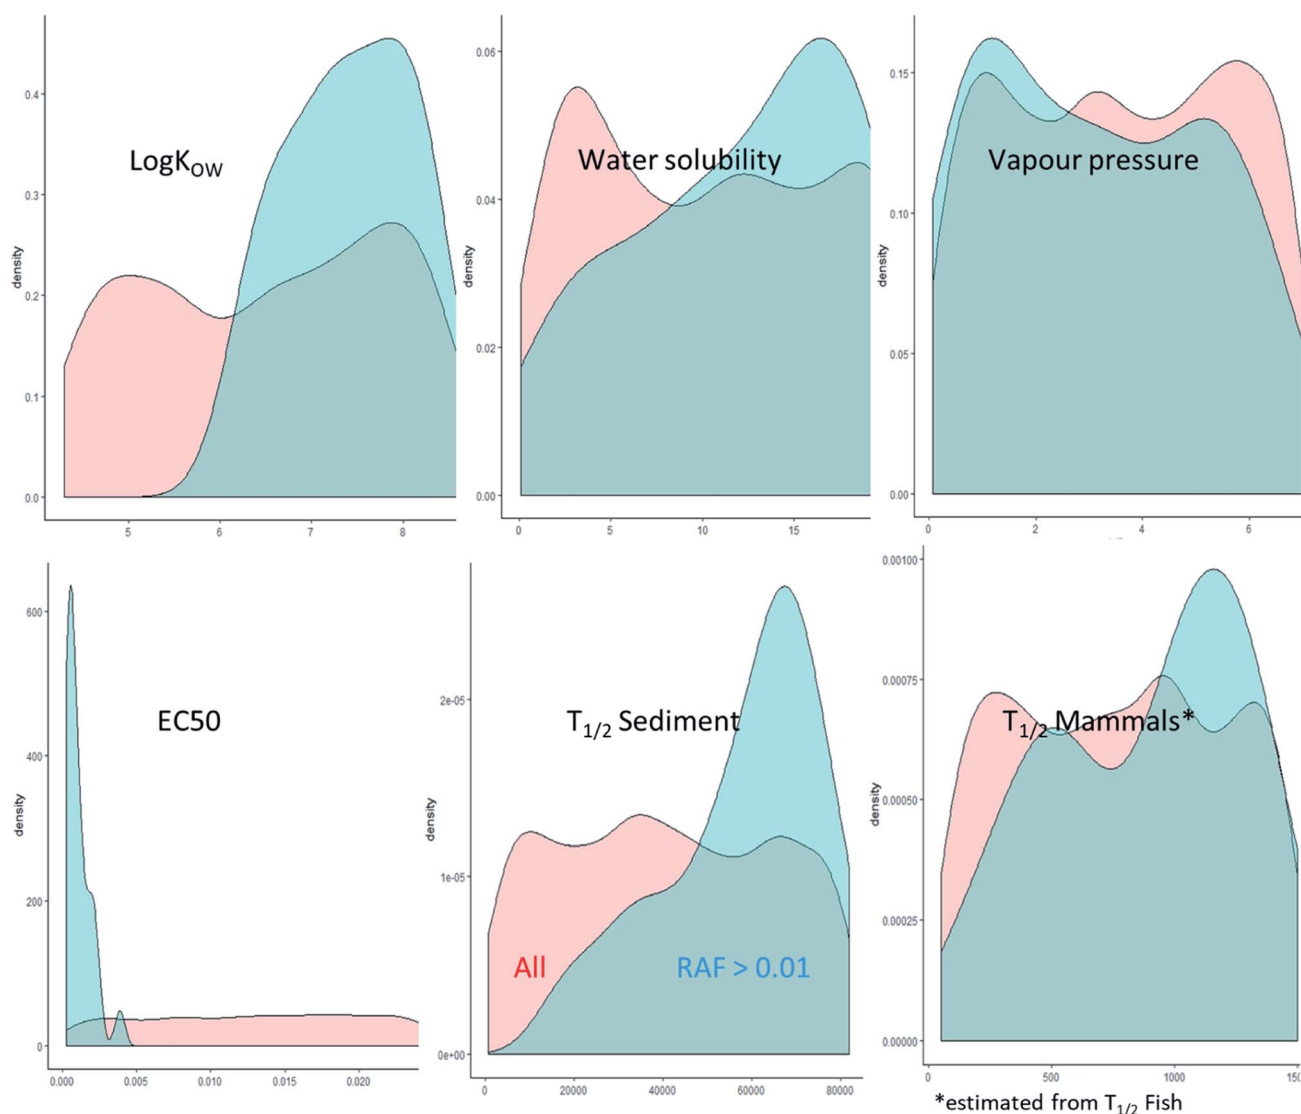 0.4
0.3
0.2
0.1
0.0
density
LogK_OW
5 6 7 8
0.06
0.04
0.02
0.00
density
Water solubility
0 5 10 15
0.15
0.10
0.05
0.00
density
Vapour pressure
0 2 4 6
600
400
200
0
density
EC50
0.000 0.005 0.010 0.015 0.020
2e-05
1e-05
0e+00
density
T_1/2 Sediment
All
RAF > 0.01
0 20000 40000 60000 80000
0.00100
0.00075
0.00050
0.00025
0.00000
density
T_1/2 Mammals*
0 500 1000 150
*estimated from T_1/2 Fish